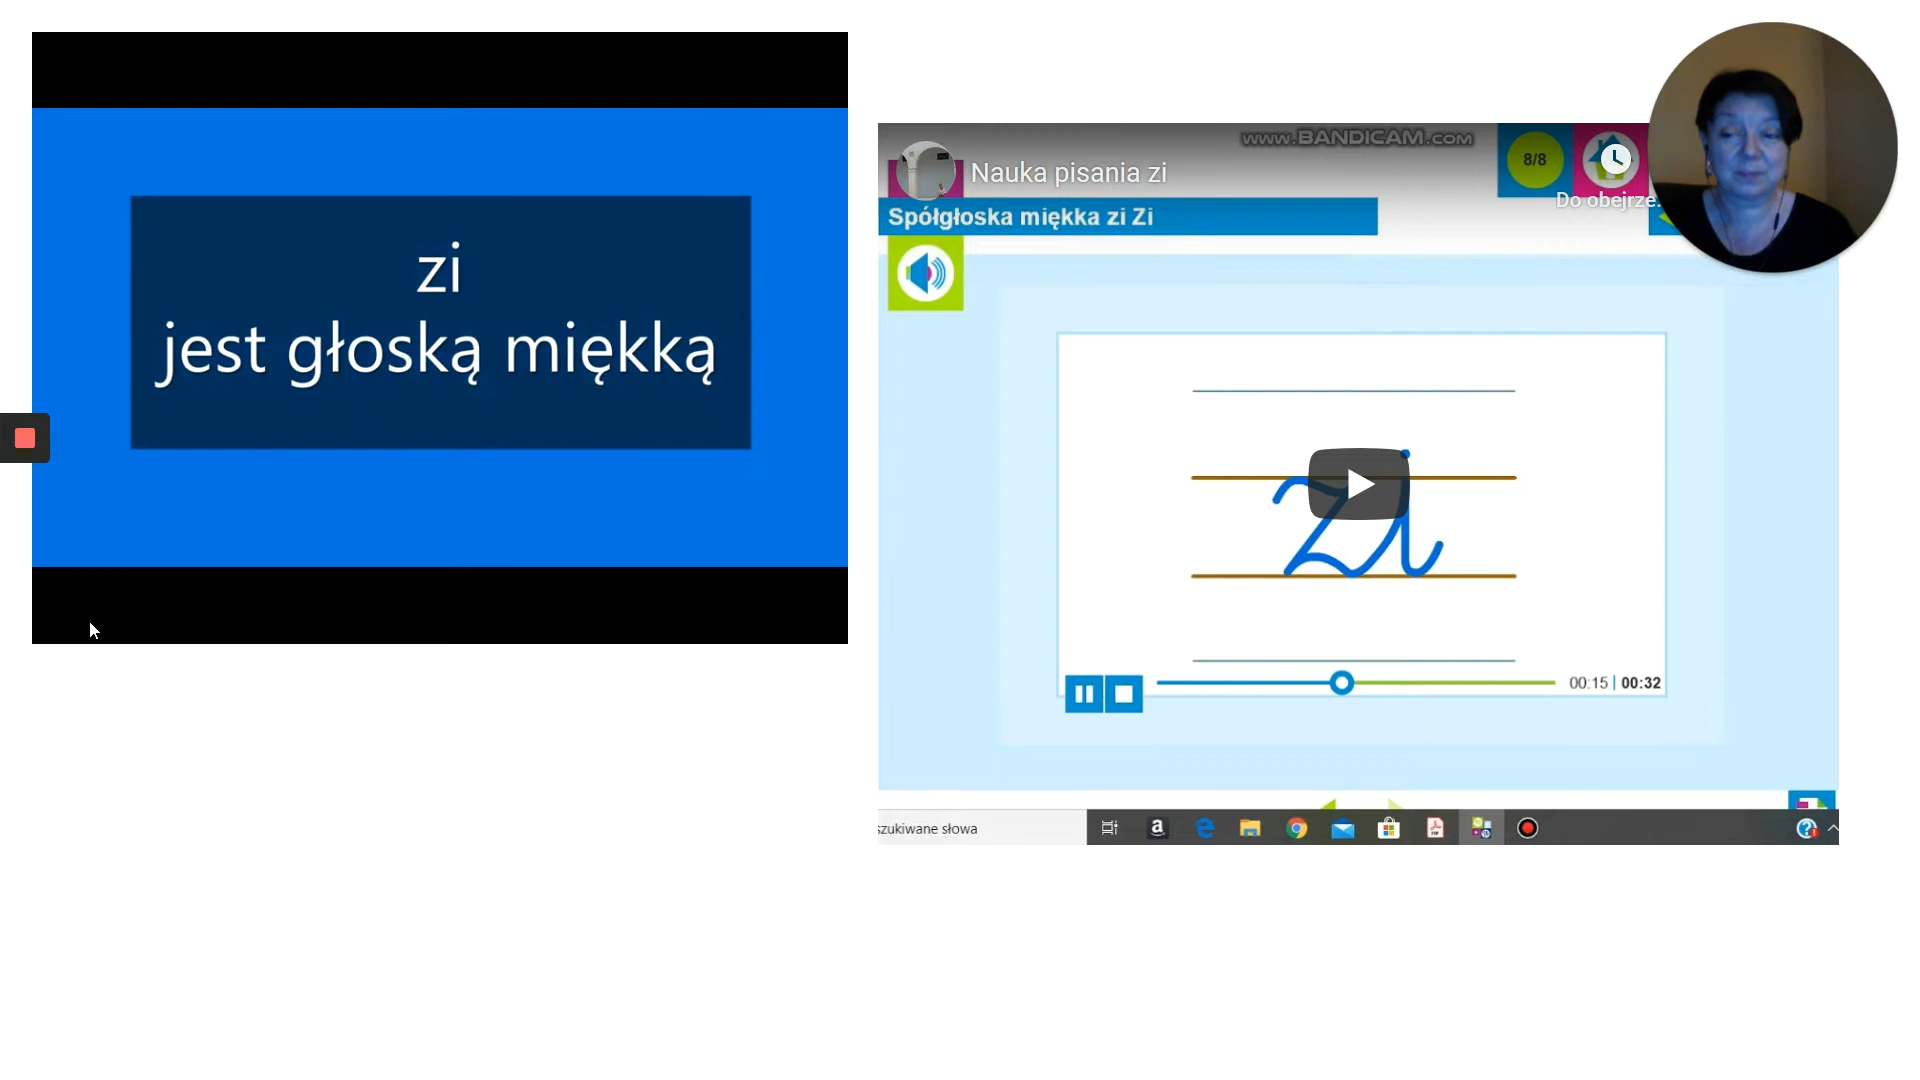 zi
jest głoską miękką
www.BANDICAM.com
Nauka pisania zi
8/8
Do obejrze...
Spółgłoska miękka zi Zi
zi
00:15 | 00:32
szukiwane słowa